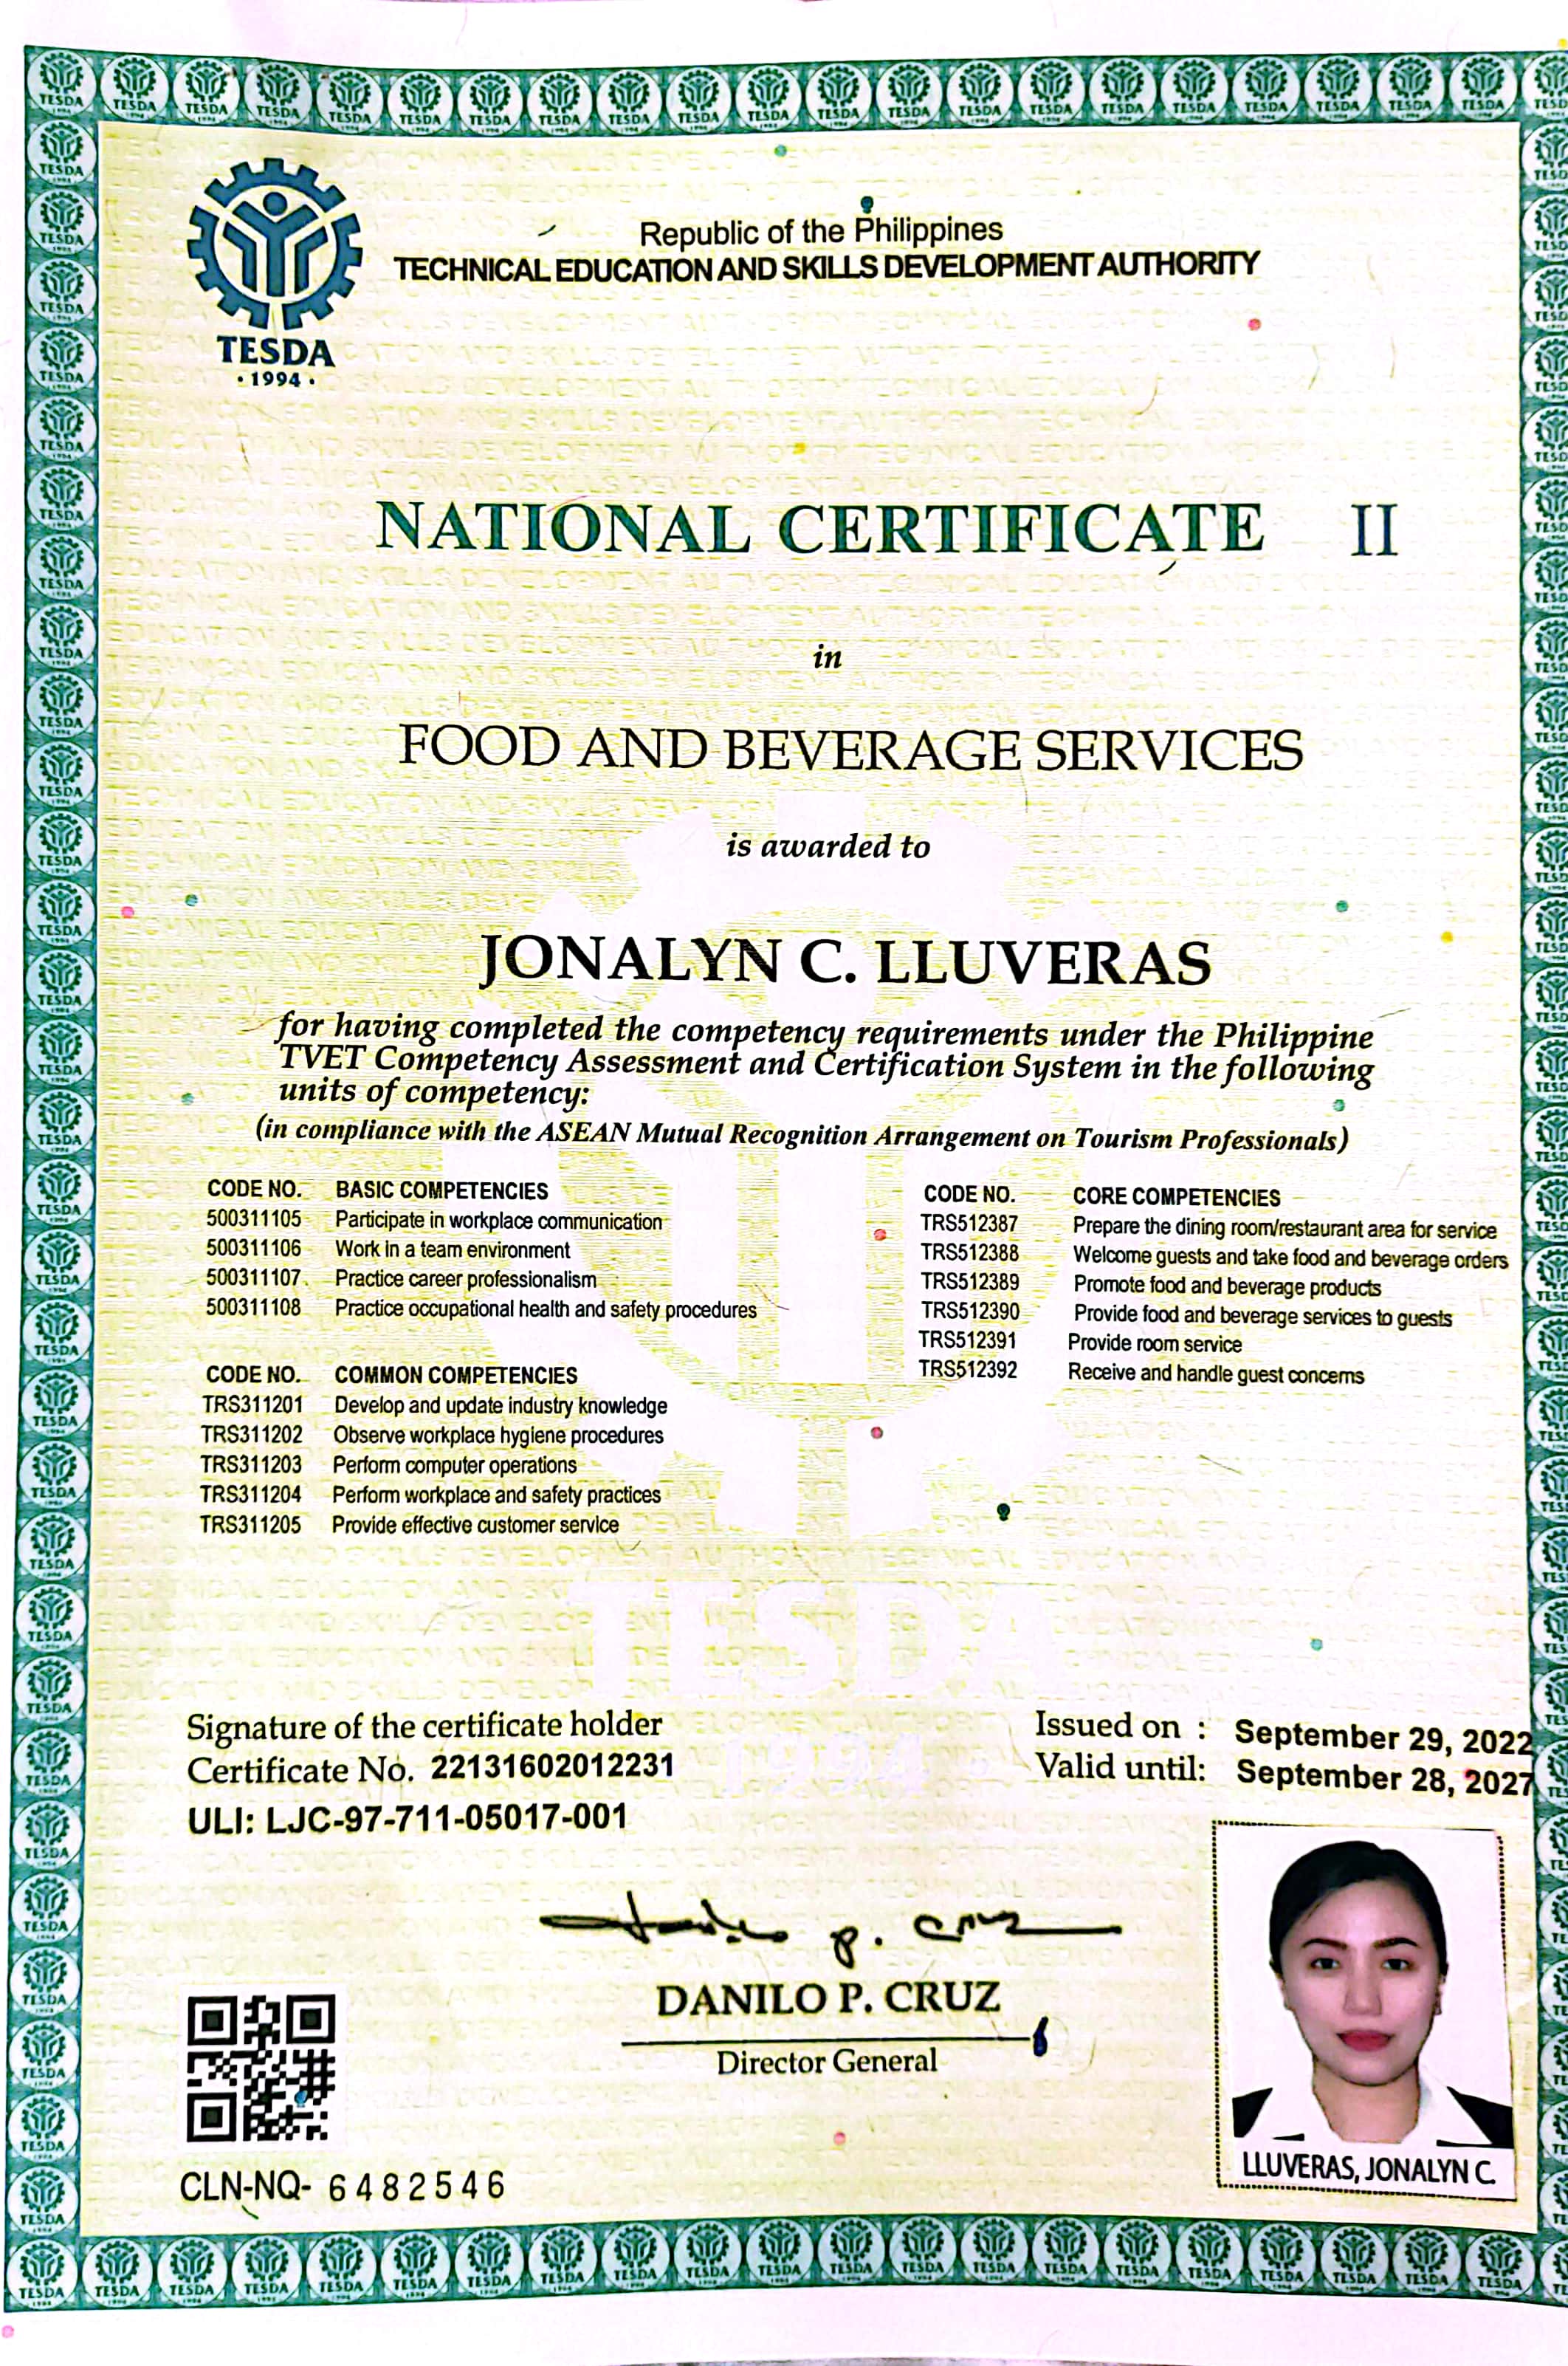 TESDA
• 1994 •
Republic of the Philippines
TECHNICAL EDUCATION AND SKILLS DEVELOPMENT AUTHORITY
NATIONAL CERTIFICATE II
in
FOOD AND BEVERAGE SERVICES
is awarded to
JONALYN C. LLUVERAS
for having completed the competency requirements under the Philippine
TVET Competency Assessment and Certification System in the following
units of competency:
(in compliance with the ASEAN Mutual Recognition Arrangement on Tourism Professionals)
CODE NO. BASIC COMPETENCIES
500311105 Participate in workplace communication
500311106 Work in a team environment
500311107 Practice career professionalism
500311108 Practice occupational health and safety procedures
CODE NO. COMMON COMPETENCIES
TRS311201 Develop and update industry knowledge
TRS311202 Observe workplace hygiene procedures
TRS311203 Perform computer operations
TRS311204 Perform workplace and safety practices
TRS311205 Provide effective customer service
CODE NO. CORE COMPETENCIES
TRS512387 Prepare the dining room/restaurant area for service
TRS512388 Welcome guests and take food and beverage orders
TRS512389 Promote food and beverage products
TRS512390 Provide food and beverage services to guests
TRS512391 Provide room service
TRS512392 Receive and handle guest concerns
TESDA
1994
Signature of the certificate holder
Certificate No. 22131602012231
ULI: LJC-97-711-05017-001
Issued on : September 29, 2022
Valid until: September 28, 2027
DANILO P. CRUZ
Director General
LLUVERAS, JONALYN C.
CLN-NQ- 6482546